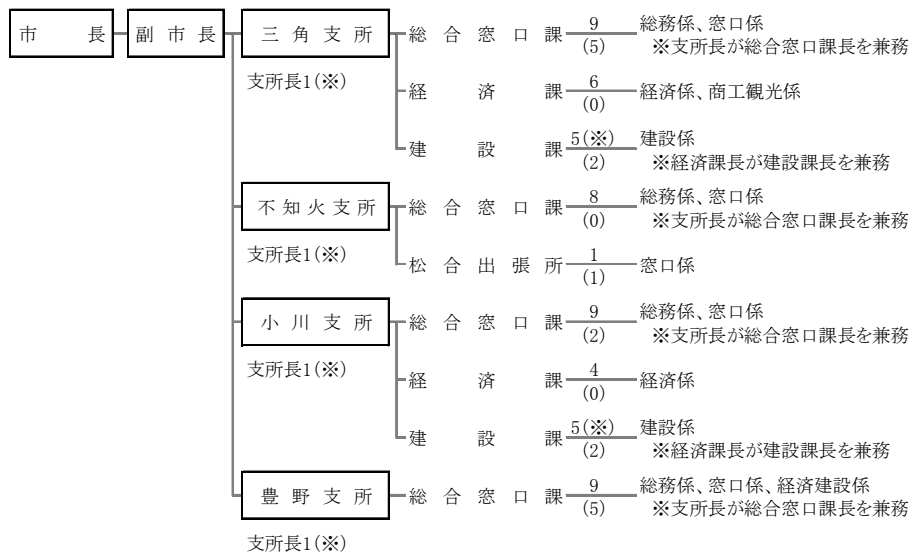 市長 副市長 三角支所 総合窓口課 9 総務係、窓口係
(5) ※支所長が総合窓口課長を兼務
支所長1(※)
経済課 6 経済係、商工観光係
(0)
建設課 5(※) 建設係
(2) ※経済課長が建設課長を兼務
不知火支所 総合窓口課 8 総務係、窓口係
(0) ※支所長が総合窓口課長を兼務
支所長1(※)
松合出張所 1 窓口係
(1)
小川支所 総合窓口課 9 総務係、窓口係
(2) ※支所長が総合窓口課長を兼務
支所長1(※)
経済課 4 経済係
(0)
建設課 5(※) 建設係
(2) ※経済課長が建設課長を兼務
豊野支所 総合窓口課 9 総務係、窓口係、経済建設係
(5) ※支所長が総合窓口課長を兼務
支所長1(※)